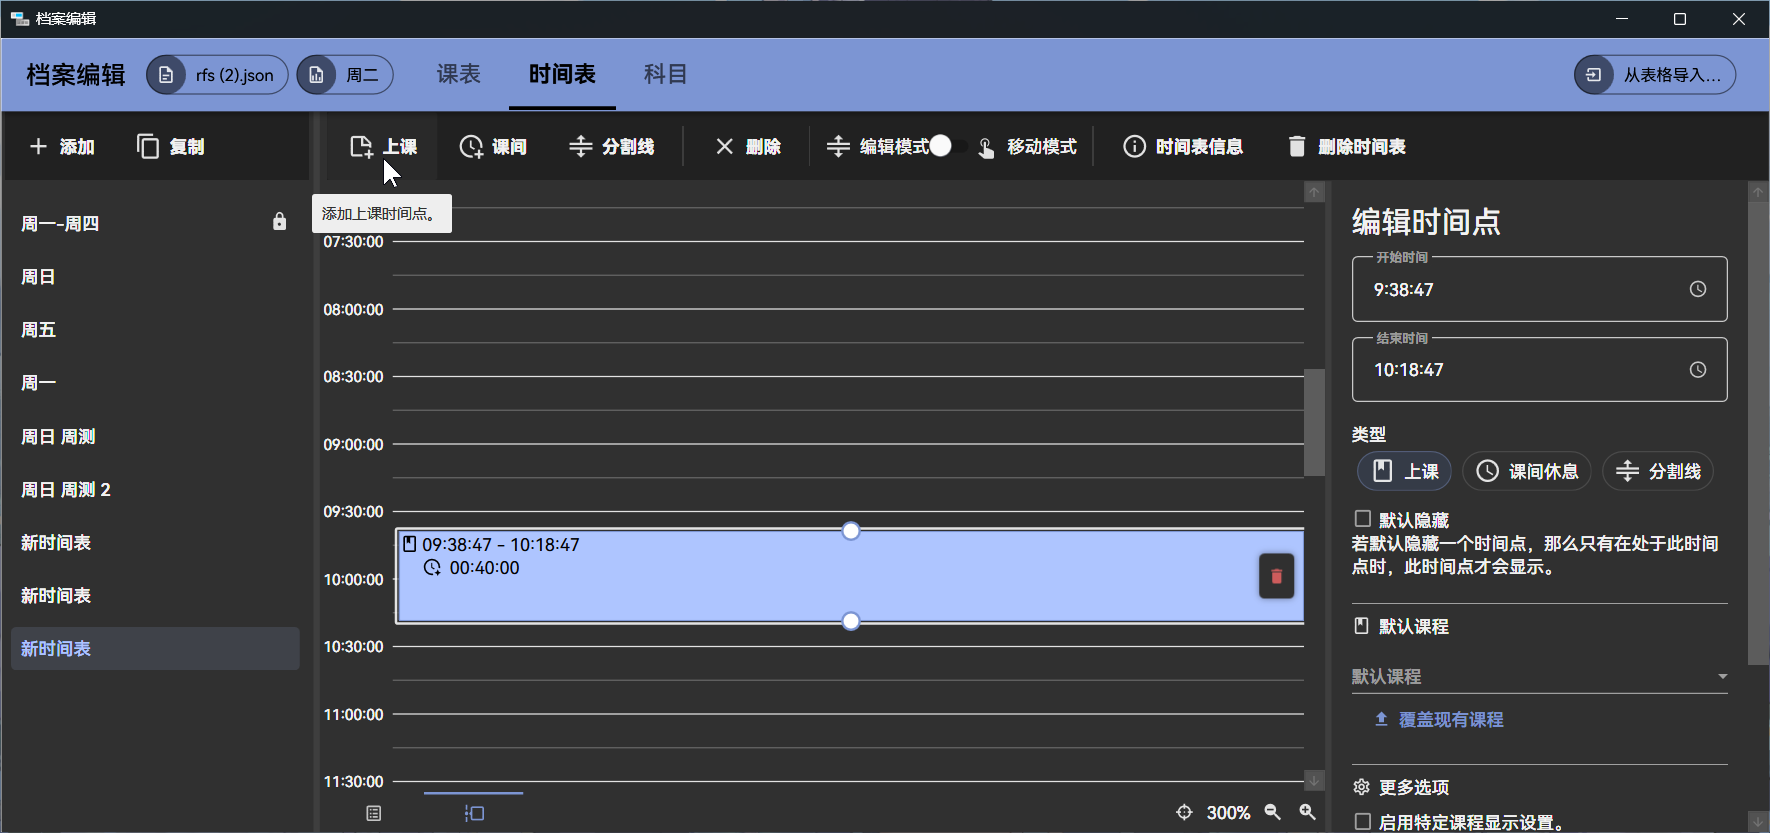 档案编辑
档案编辑
rfs (2).json
周二
课表
时间表
科目
从表格导入...
添加
复制
上课
课间
分割线
删除
编辑模式
移动模式
时间表信息
删除时间表
添加上课时间点。
周一-周四
周日
周五
周一
周日 周测
周日 周测 2
新时间表
新时间表
新时间表
07:30:00
08:00:00
08:30:00
09:00:00
09:30:00
09:38:47 - 10:18:47
00:40:00
10:00:00
10:30:00
11:00:00
11:30:00
300%
编辑时间点
开始时间
9:38:47
结束时间
10:18:47
类型
上课
课间休息
分割线
默认隐藏
若默认隐藏一个时间点，那么只有在处于此时间
点时，此时间点才会显示。
默认课程
默认课程
覆盖现有课程
更多选项
启用特定课程显示设置。